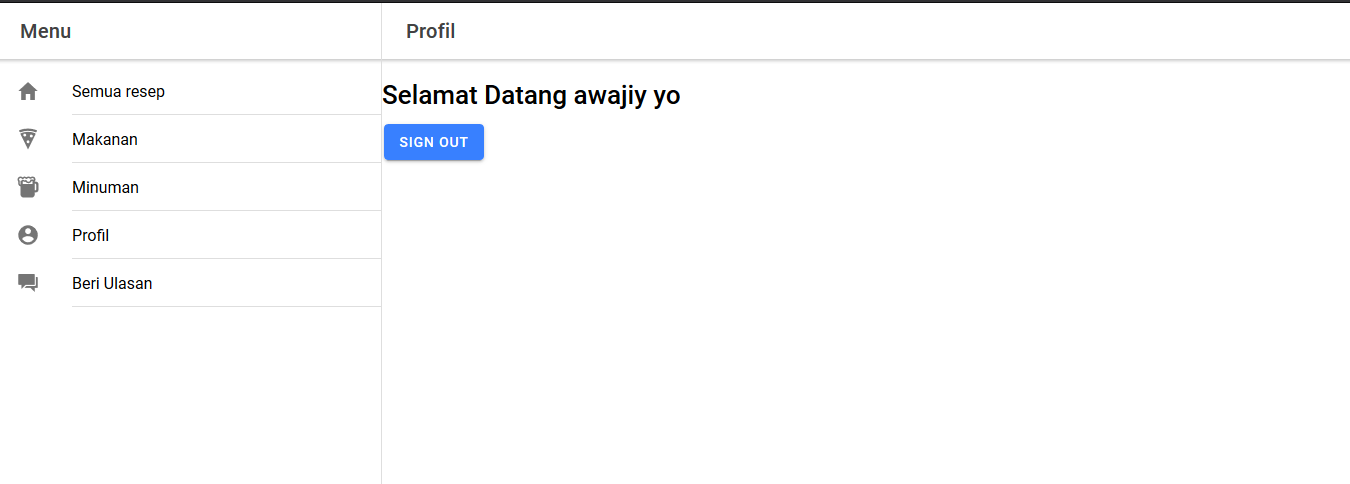 Menu
Profil
Semua resep
Makanan
Minuman
Profil
Beri Ulasan
Selamat Datang awajiy yo
SIGN OUT